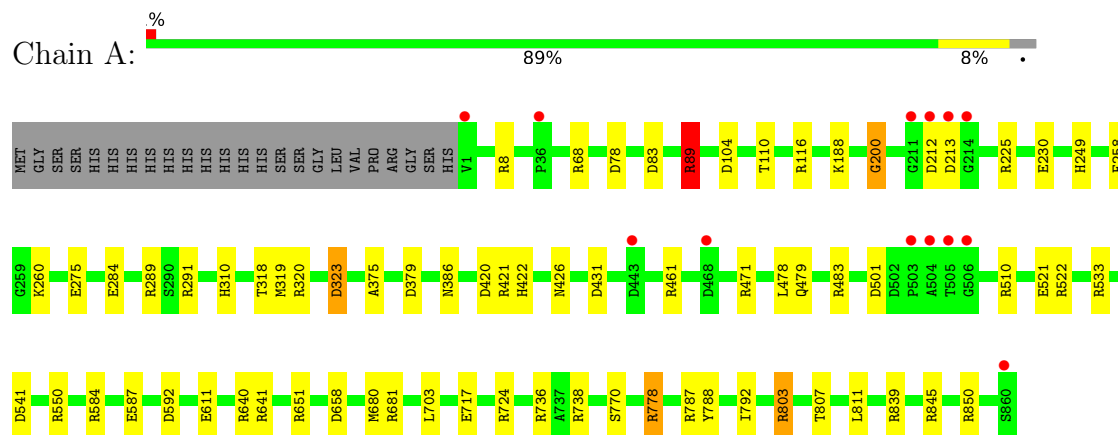 .%
Chain A:
89% 8% .
MET GLY SER SER HIS HIS HIS HIS HIS HIS HIS HIS HIS HIS HIS SER SER GLY LEU VAL PRO ARG GLY SER HIS V1 R8 P36 R68 D78 D83 R89 D104 T110 R116 K188 G200 G211 D212 D213 G214 R225 E230 H249
G259 K260 E275 E284 R289 S290 R291 H310 T318 M319 R320 D323 A375 D379 N386 D420 R421 H422 N426 D431 D443 R461 D468 R471 L478 Q479 R483 D501 D502 P503 A504 T505 G506 R510 E521 R522 R533
D541 R550 R584 E587 D592 E611 R640 R641 R651 D658 M680 R681 L703 E717 R724 R736 A737 R738 S770 R778 R787 Y788 I792 R803 T807 L811 R839 R845 R850 S860